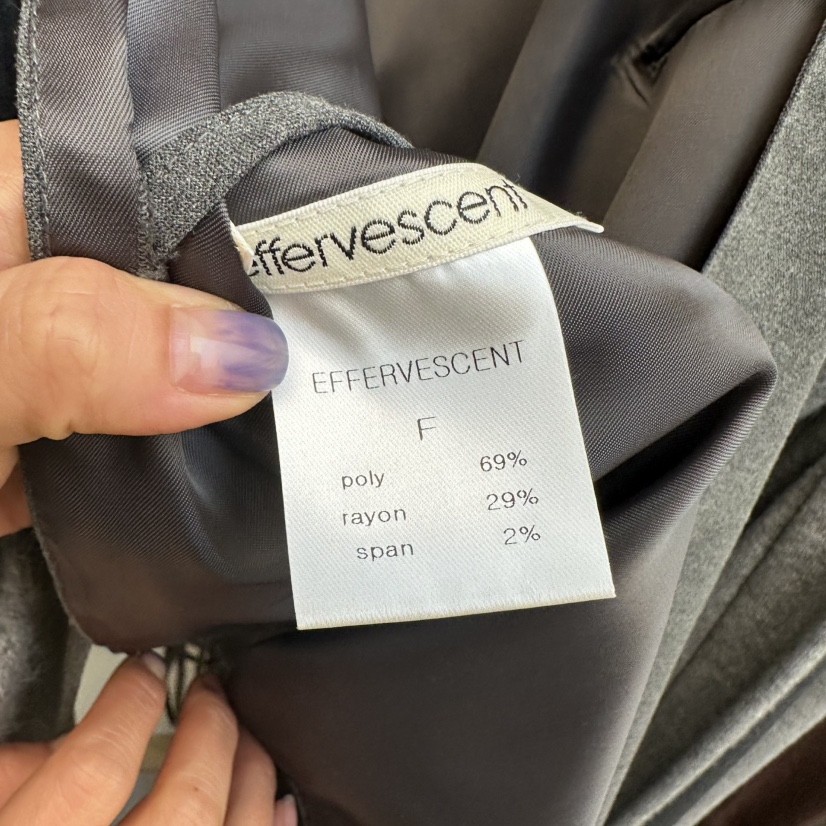 effervescent
EFFERVESCENT
F
poly 69%
rayon 29%
span 2%